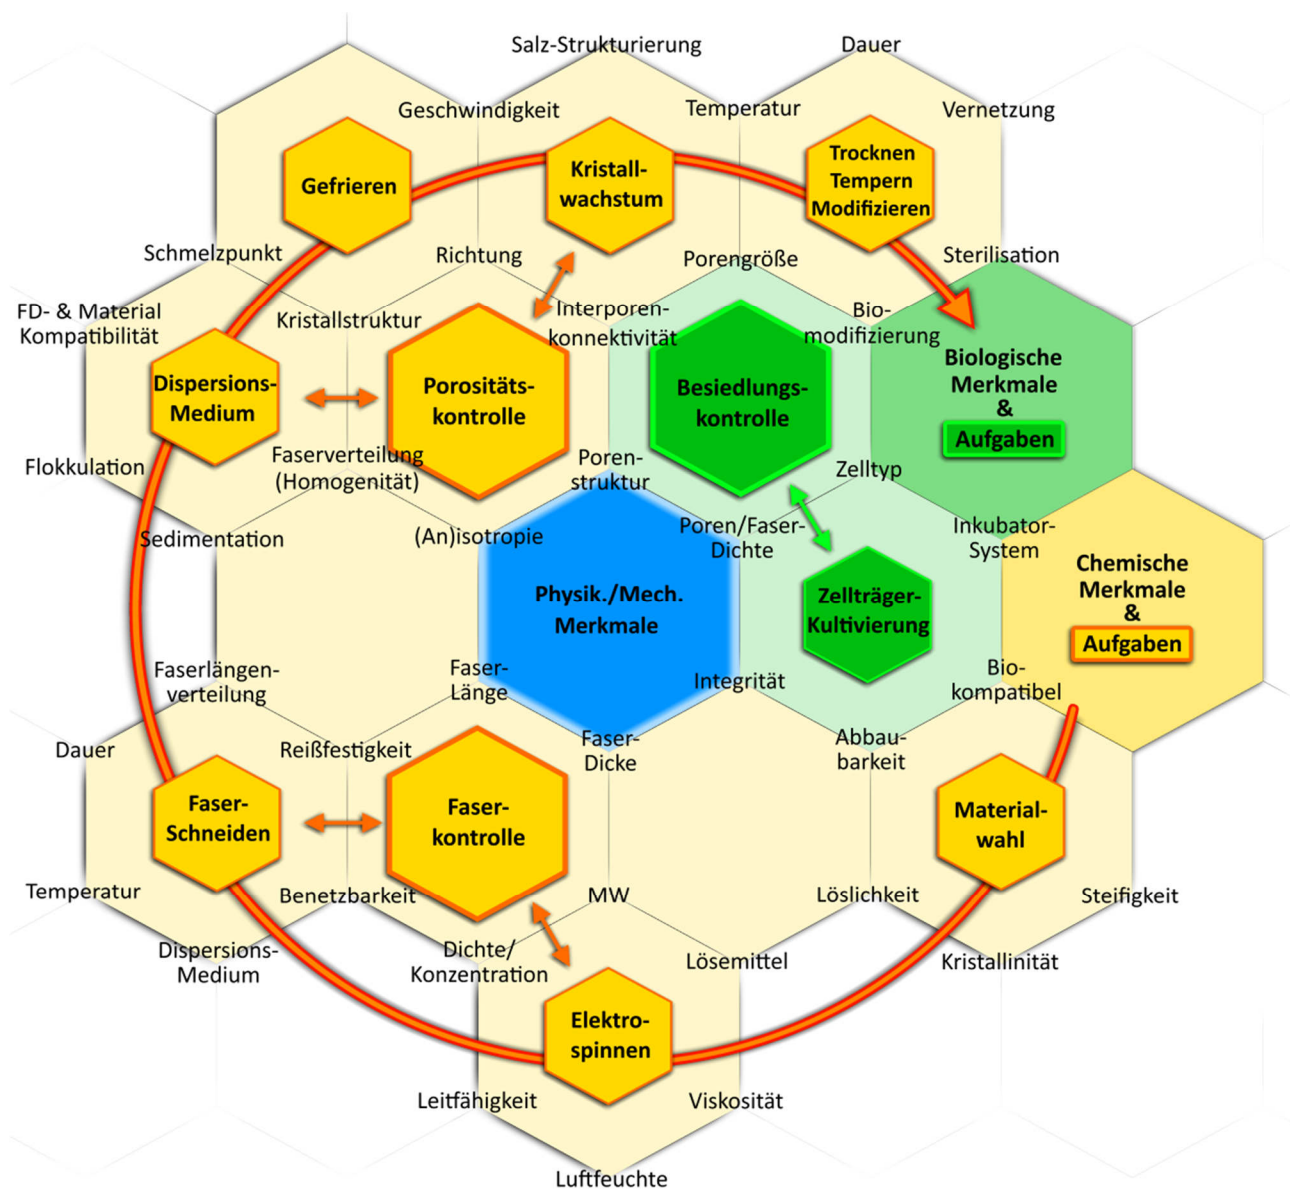 Salz-Strukturierung
Dauer
Geschwindigkeit
Temperatur
Vernetzung
Gefrieren
Kristall-
wachstum
Trocknen
Tempern
Modifizieren
Schmelzpunkt
Richtung
Porengröße
Sterilisation
FD- & Material
Kompatibilität
Kristallstruktur
Interporen-
konnektivität
Bio-
modifizierung
Dispersions-
Medium
Porositäts-
kontrolle
Besiedlungs-
kontrolle
Biologische
Merkmale
&
Aufgaben
Flokkulation
Faserverteilung
(Homogenität)
Poren-
struktur
Zelltyp
Sedimentation
(An)isotropie
Poren/Faser-
Dichte
Inkubator-
System
Physik./Mech.
Merkmale
Zellträger-
Kultivierung
Chemische
Merkmale
&
Aufgaben
Faserlängen-
verteilung
Faser-
Länge
Integrität
Bio-
kompatibel
Dauer
Reißfestigkeit
Faser-
Dicke
Abbau-
barkeit
Faser-
Schneiden
Faser-
kontrolle
Material-
wahl
Temperatur
Benetzbarkeit
MW
Löslichkeit
Steifigkeit
Dispersions-
Medium
Dichte/
Konzentration
Lösemittel
Kristallinität
Elektro-
spinnen
Leitfähigkeit
Viskosität
Luftfeuchte